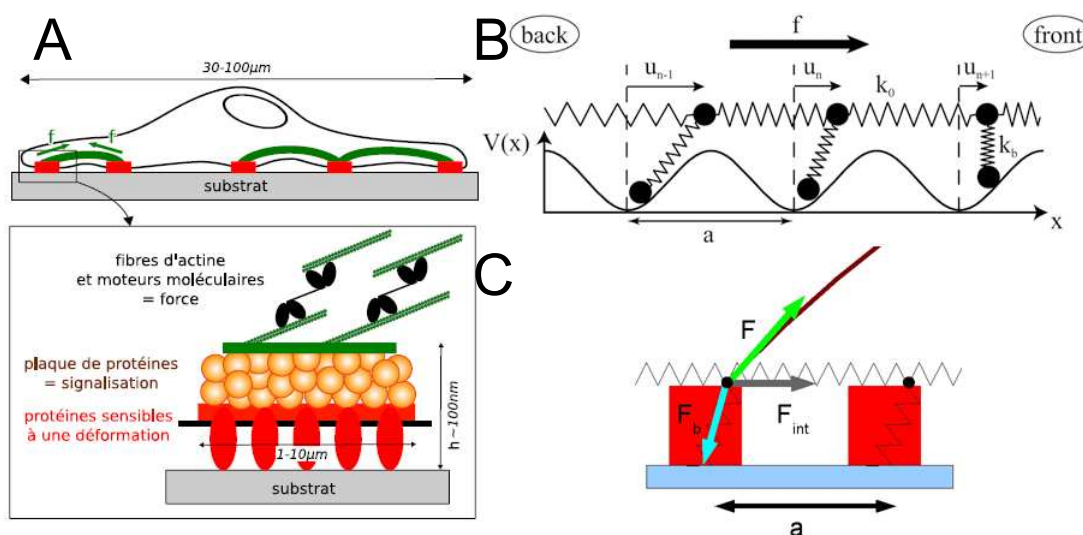 A
30-100µm
f
f
substrat
fibres d'actine
et moteurs moléculaires
= force
plaque de protéines
= signalisation
protéines sensibles
à une déformation
1-10µm
h~100nm
substrat
B
back
f
front
u_{n-1}
u_n
k_0
u_{n+1}
V(x)
k_b
a
x
C
F
F_b
F_int
a